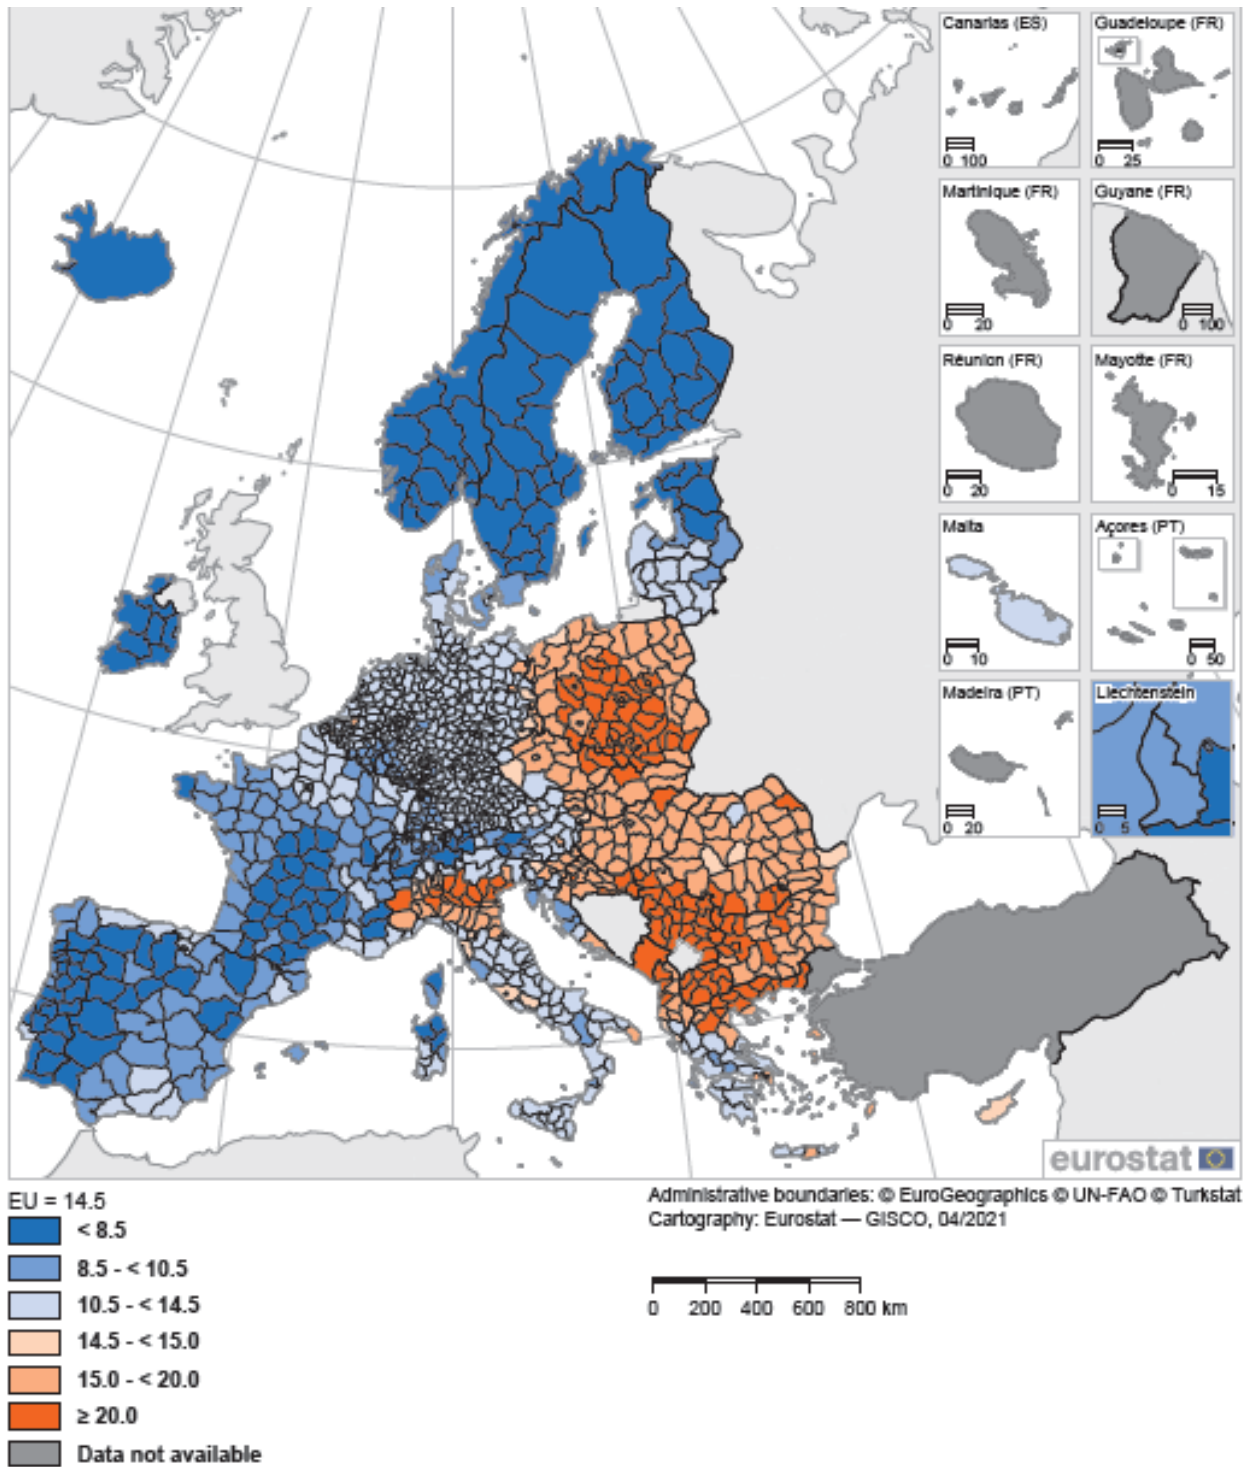 Canarias (ES)
0 100
Guadeloupe (FR)
0 25
Martinique (FR)
0 20
Guyane (FR)
0 100
Réunion (FR)
0 20
Mayotte (FR)
0 15
Malta
0 10
Açores (PT)
0 50
Madeira (PT)
0 20
Liechtenstein
0 5
eurostat
EU = 14.5
< 8.5
8.5 - < 10.5
10.5 - < 14.5
14.5 - < 15.0
15.0 - < 20.0
≥ 20.0
Data not available
Administrative boundaries: © EuroGeographics © UN-FAO © Turkstat
Cartography: Eurostat — GISCO, 04/2021
0 200 400 600 800 km